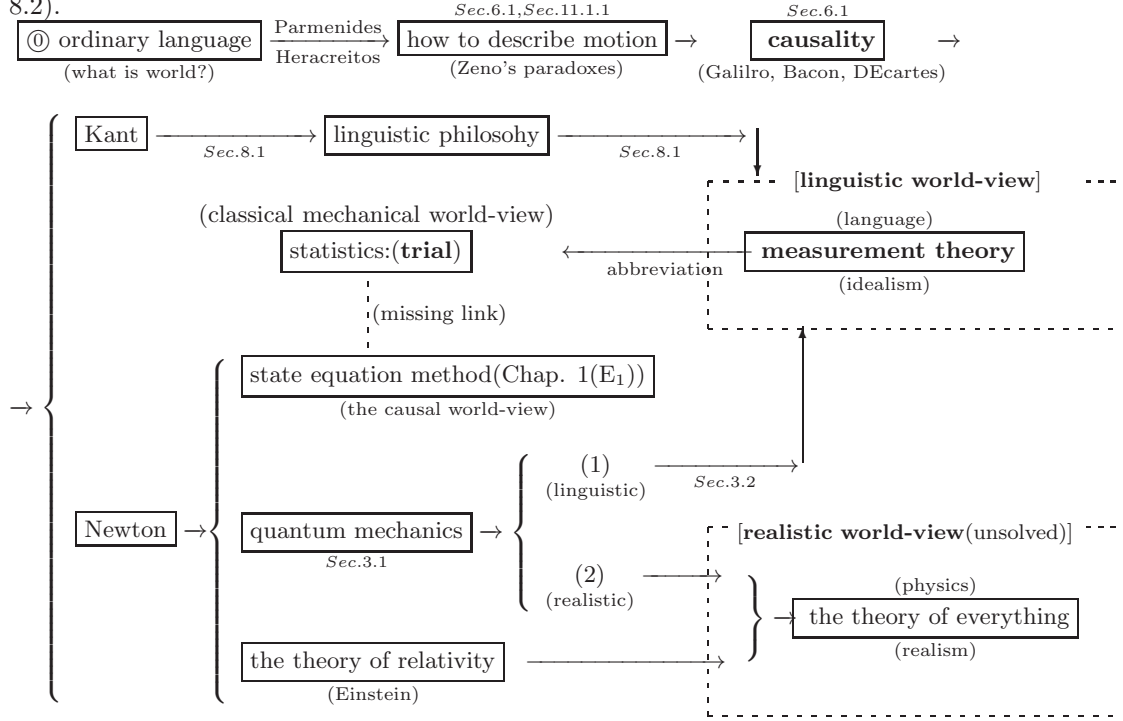 8.2).
Sec.6.1,Sec.11.1.1
Sec.6.1
⓪ ordinary language
Parmenides
Heracreitos
how to describe motion
causality
(what is world?)
(Zeno's paradoxes)
(Galilro, Bacon, DEcartes)
Kant
Sec.8.1
linguistic philosohy
Sec.8.1
[linguistic world-view]
(classical mechanical world-view)
(language)
statistics:(trial)
abbreviation
measurement theory
(idealism)
(missing link)
state equation method(Chap. 1(E₁))
(the causal world-view)
(1)
(linguistic)
Sec.3.2
Newton
quantum mechanics
Sec.3.1
[realistic world-view(unsolved)]
(2)
(realistic)
(physics)
the theory of everything
(realism)
the theory of relativity
(Einstein)